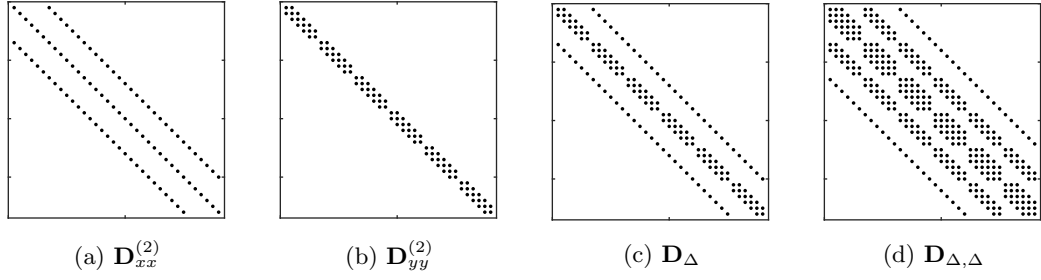 (a) $\mathbf{D}_{xx}^{(2)}$
(b) $\mathbf{D}_{yy}^{(2)}$
(c) $\mathbf{D}_{\Delta}$
(d) $\mathbf{D}_{\Delta,\Delta}$